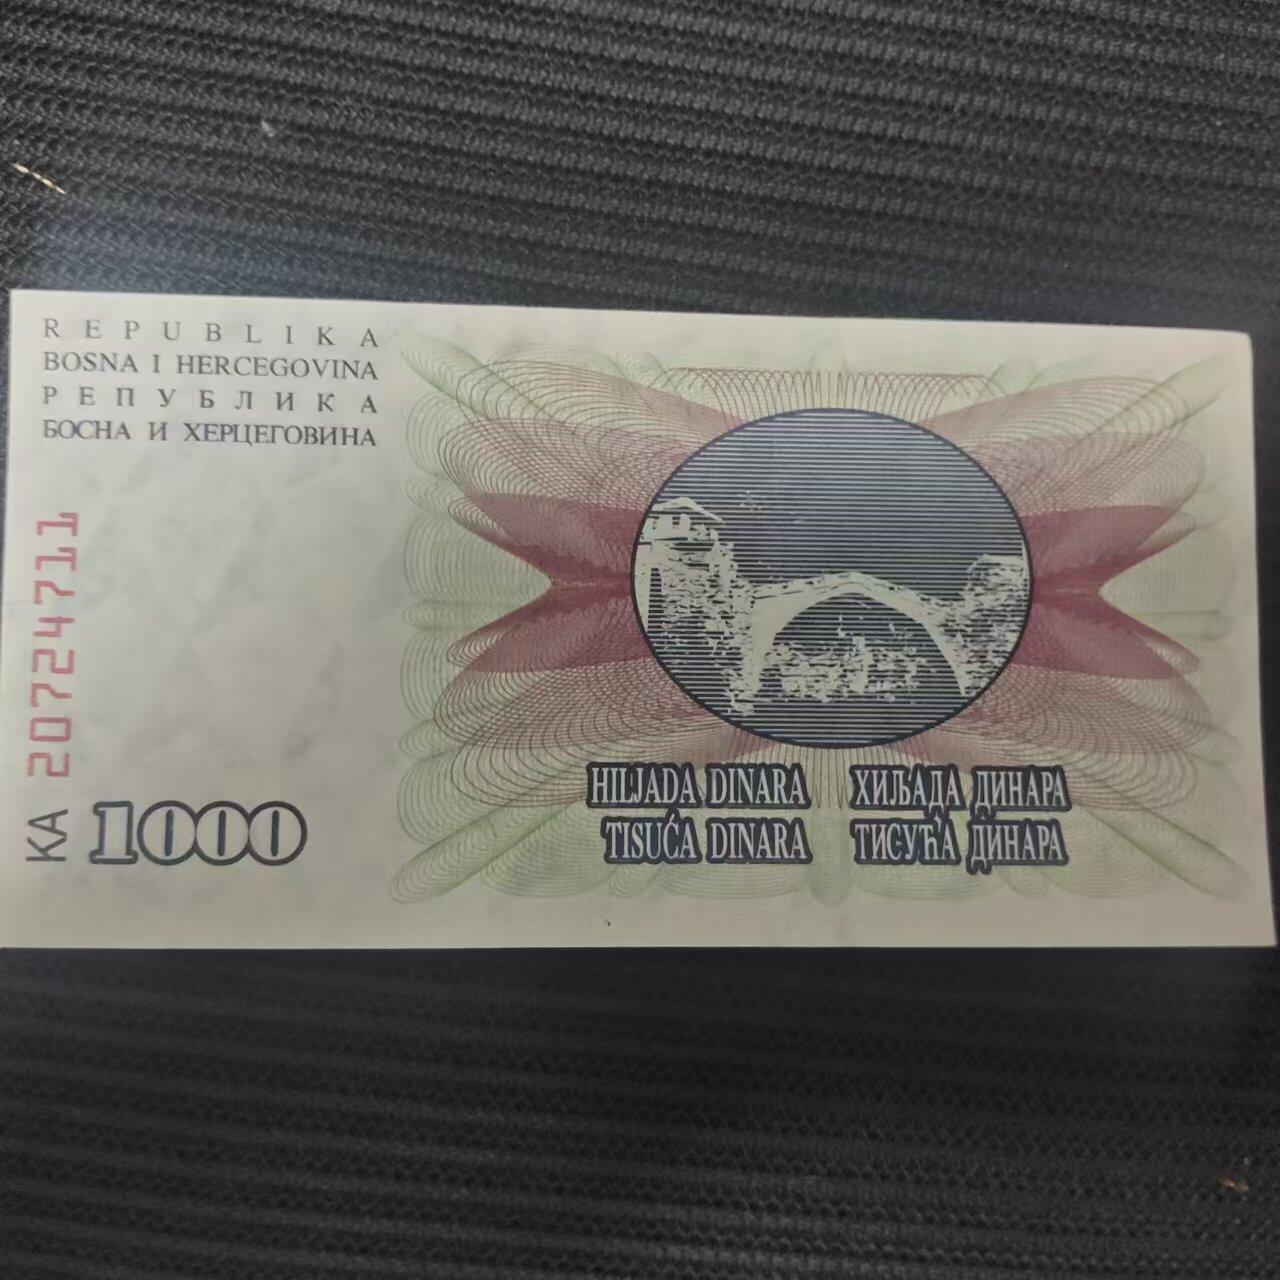 REPUBLIKA
BOSNA I HERCEGOVINA
РЕПУБЛИКА
БОСНА И ХЕРЦЕГОВИНА
KA 20724711
1000
HILJADA DINARA ХИЉАДА ДИНАРА
TISUĆA DINARA ТИСУЋА ДИНАРА